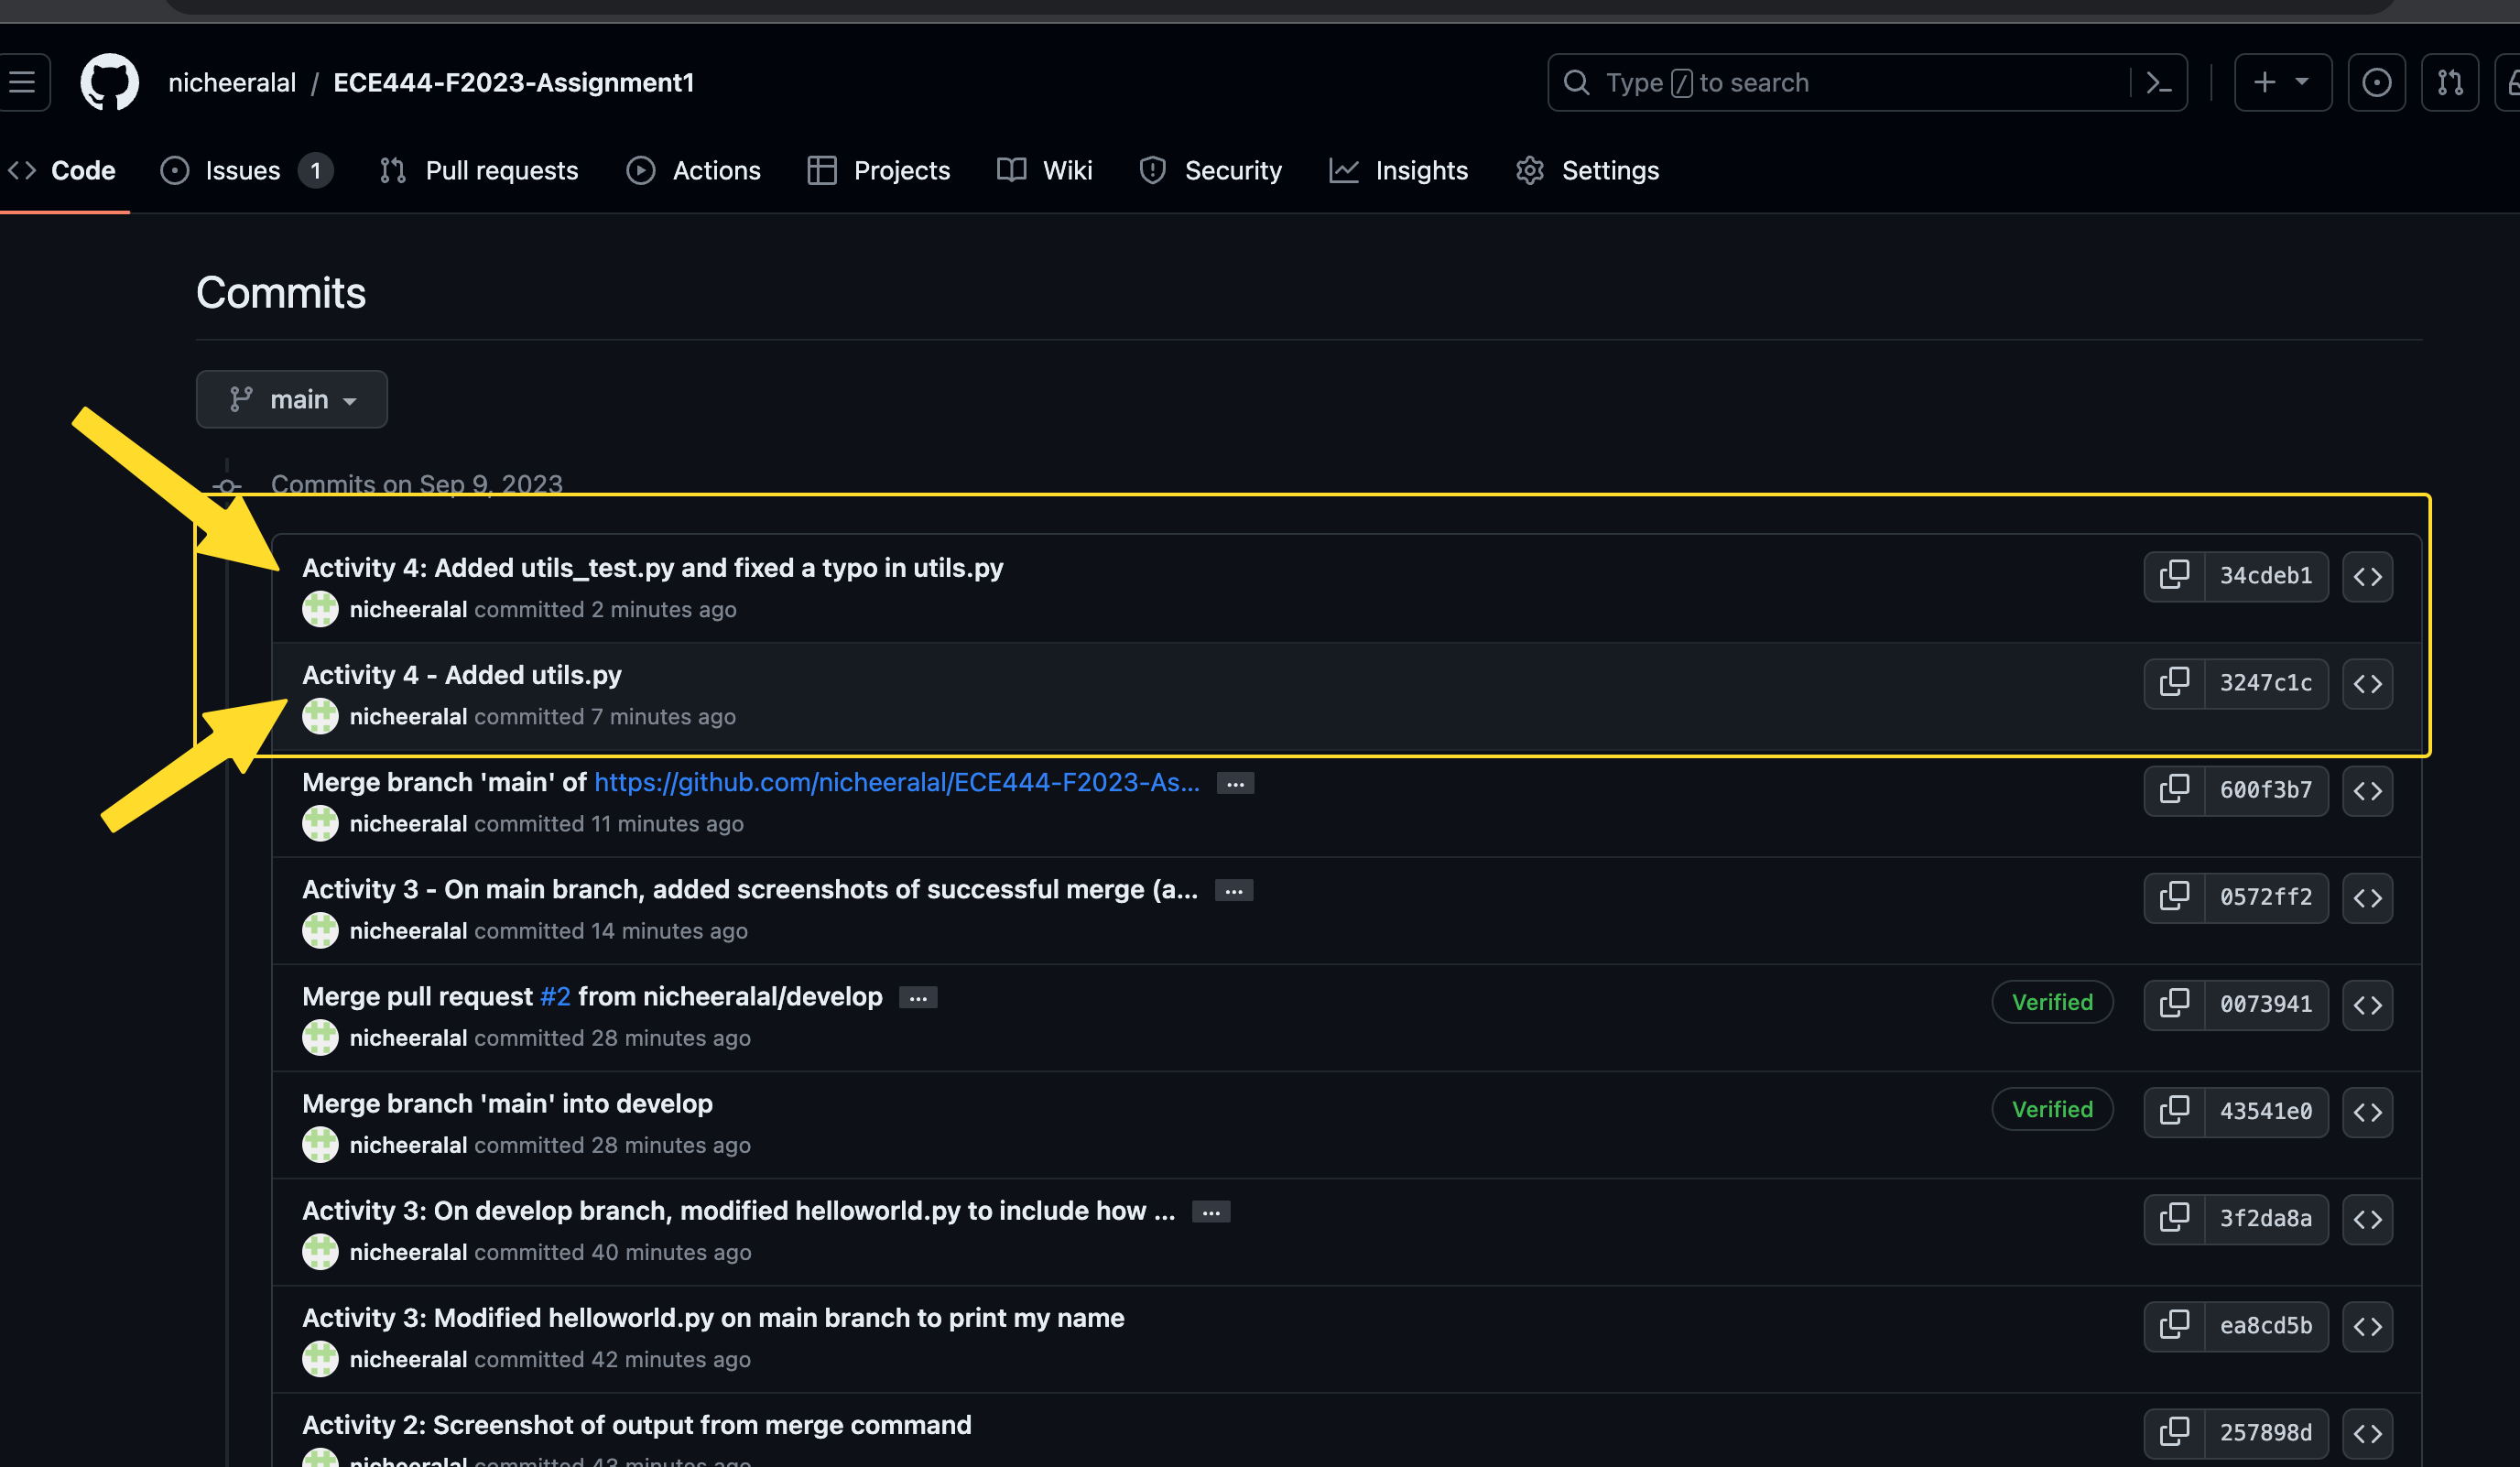 nicheeralal / ECE444-F2023-Assignment1
Type / to search
Code Issues 1 Pull requests Actions Projects Wiki Security Insights Settings
Commits
main
Commits on Sep 9, 2023
Activity 4: Added utils_test.py and fixed a typo in utils.py
34cdeb1
nicheeralal committed 2 minutes ago
Activity 4 - Added utils.py
3247c1c
nicheeralal committed 7 minutes ago
Merge branch 'main' of https://github.com/nicheeralal/ECE444-F2023-As... ...
600f3b7
nicheeralal committed 11 minutes ago
Activity 3 - On main branch, added screenshots of successful merge (a... ...
0572ff2
nicheeralal committed 14 minutes ago
Merge pull request #2 from nicheeralal/develop ...
Verified 0073941
nicheeralal committed 28 minutes ago
Merge branch 'main' into develop
Verified 43541e0
nicheeralal committed 28 minutes ago
Activity 3: On develop branch, modified helloworld.py to include how ... ...
3f2da8a
nicheeralal committed 40 minutes ago
Activity 3: Modified helloworld.py on main branch to print my name
ea8cd5b
nicheeralal committed 42 minutes ago
Activity 2: Screenshot of output from merge command
257898d
nicheeralal committed 43 minutes ago